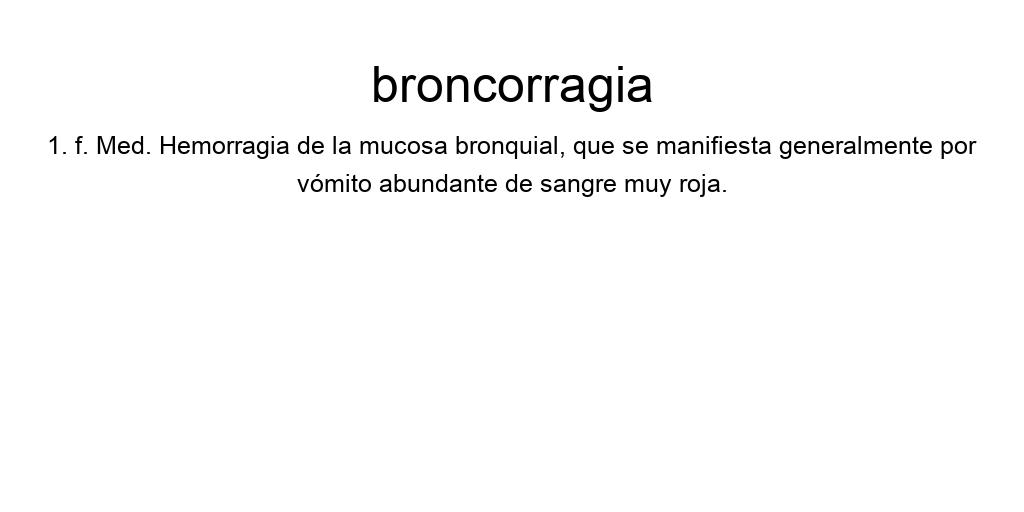 broncorragia
1. f. Med. Hemorragia de la mucosa bronquial, que se manifiesta generalmente por
vómito abundante de sangre muy roja.